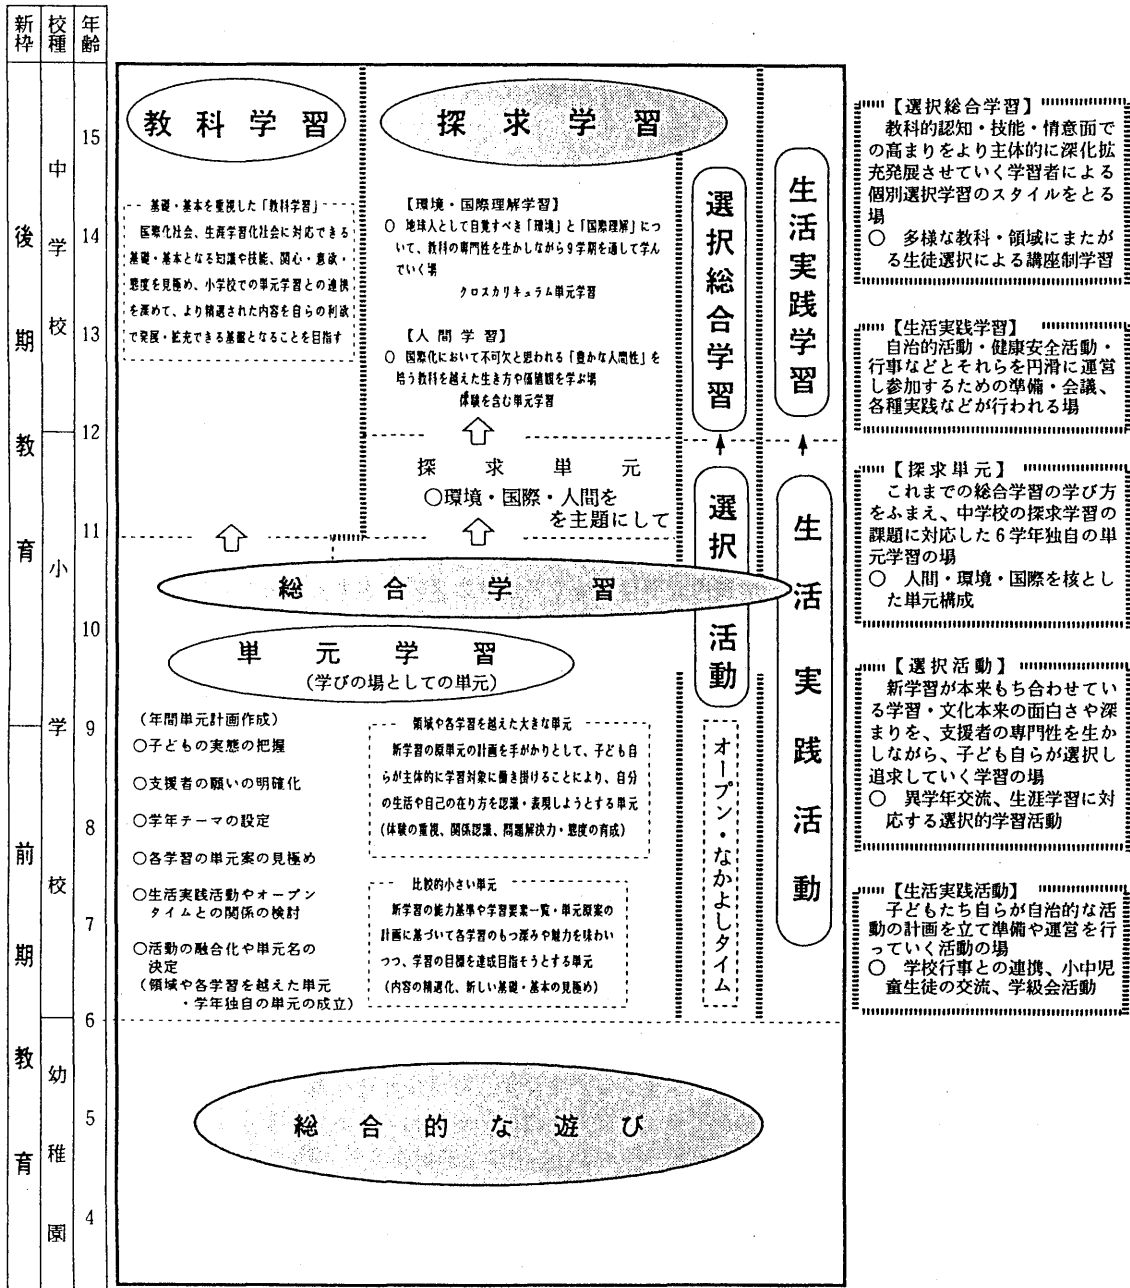 新枠
校種
年齢
後期教育
前期教育
中学校
小学校
幼稚園
15
14
13
12
11
10
9
8
7
6
5
4
教科学習
基礎・基本を重視した「教科学習」
国際化社会、生涯学習化社会に対応できる
基礎・基本となる知識や技能、関心・意欲・
態度を見極め、小学校での単元学習との連携
を深めて、より精選された内容を自らの利欲
で発展・拡充できる基盤となることを目指す
探求学習
【環境・国際理解学習】
○ 地球人として自覚すべき「環境」と「国際理解」につ
いて、教科の専門性を生かしながら9学期を通して学ん
でいく場
クロスカリキュラム単元学習
【人間学習】
○ 国際化において不可欠と思われる「豊かな人間性」を
培う教科を越えた生き方や価値観を学ぶ場
体験を含む単元学習
探求単元
○環境・国際・人間を
を主題にして
選択総合学習
生活実践学習
選択活動
生活実践活動
総合学習
単元学習
(学びの場としての単元)
(年間単元計画作成)
○子どもの実態の把握
○支援者の願いの明確化
○学年テーマの設定
○各学習の単元案の見極め
○生活実践活動やオープン
タイムとの関係の検討
○活動の融合化や単元名の
決定
(領域や各学習を越えた単元
・学年独自の単元の成立)
領域や各学習を越えた大きな単元
新学習の原単元の計画を手がかりとして、子ども自
らが主体的に学習対象に働き掛けることにより、自分
の生活や自己の在り方を認識・表現しようとする単元
(体験の重視、関係認識、問題解決力・態度の育成)
比較的小さい単元
新学習の能力基準や学習要素一覧・単元原案の
計画に基づいて各学習のもつ深みや魅力を味わい
つつ、学習の目標を達成目指そうとする単元
(内容の精選化、新しい基礎・基本の見極め)
オープン・なかよしタイム
総合的な遊び
【選択総合学習】
教科的認知・技能・情意面で
の高まりをより主体的に深化拡
充発展させていく学習者による
個別選択学習のスタイルをとる
場
○ 多様な教科・領域にまたが
る生徒選択による講座制学習
【生活実践学習】
自治的活動・健康安全活動・
行事などとそれらを円滑に運営
し参加するための準備・会議、
各種実践などが行われる場
【探求単元】
これまでの総合学習の学び方
をふまえ、中学校の探求学習の
課題に対応した6学年独自の単
元学習の場
○ 人間・環境・国際を核とし
た単元構成
【選択活動】
新学習が本来もち合わせてい
る学習・文化本来の面白さや深
まりを、支援者の専門性を生か
しながら、子ども自らが選択し
追求していく学習の場
○ 異学年交流、生涯学習に対
応する選択的学習活動
【生活実践活動】
子どもたち自らが自治的な活
動の計画を立て準備や運営を行
っていく活動の場
○ 学校行事との連携、小中児
童生徒の交流、学級会活動